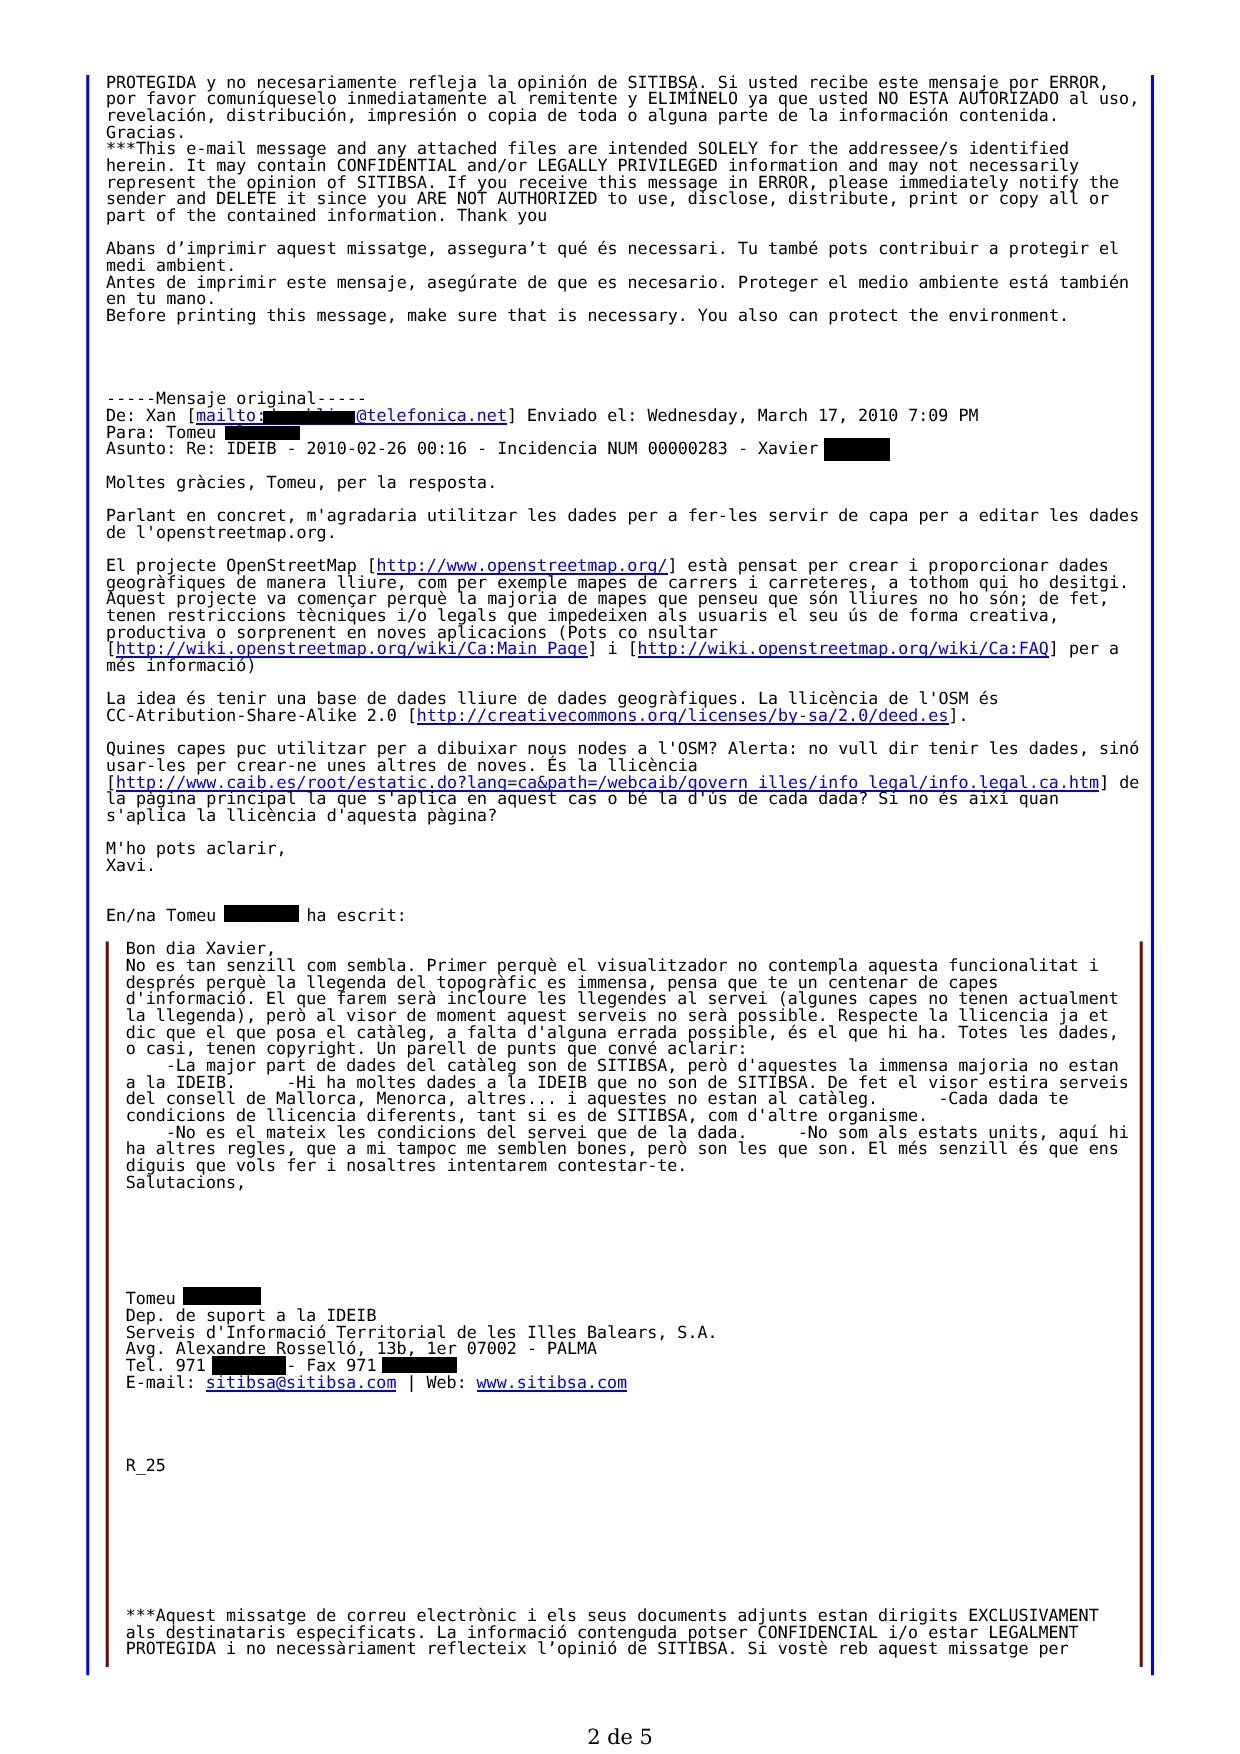 PROTEGIDA y no necesariamente refleja la opinión de SITIBSA. Si usted recibe este mensaje por ERROR,
por favor comuníqueselo inmediatamente al remitente y ELIMÍNELO ya que usted NO ESTA AUTORIZADO al uso,
revelación, distribución, impresión o copia de toda o alguna parte de la información contenida.
Gracias.
***This e-mail message and any attached files are intended SOLELY for the addressee/s identified
herein. It may contain CONFIDENTIAL and/or LEGALLY PRIVILEGED information and may not necessarily
represent the opinion of SITIBSA. If you receive this message in ERROR, please immediately notify the
sender and DELETE it since you ARE NOT AUTHORIZED to use, disclose, distribute, print or copy all or
part of the contained information. Thank you
Abans d’imprimir aquest missatge, assegura’t qué és necessari. Tu també pots contribuir a protegir el
medi ambient.
Antes de imprimir este mensaje, asegúrate de que es necesario. Proteger el medio ambiente está también
en tu mano.
Before printing this message, make sure that is necessary. You also can protect the environment.
-----Mensaje original-----
De: Xan [mailto: @telefonica.net] Enviado el: Wednesday, March 17, 2010 7:09 PM
Para: Tomeu
Asunto: Re: IDEIB - 2010-02-26 00:16 - Incidencia NUM 00000283 - Xavier
Moltes gràcies, Tomeu, per la resposta.
Parlant en concret, m'agradaria utilitzar les dades per a fer-les servir de capa per a editar les dades
de l'openstreetmap.org.
El projecte OpenStreetMap [http://www.openstreetmap.org/] està pensat per crear i proporcionar dades
geogràfiques de manera lliure, com per exemple mapes de carrers i carreteres, a tothom qui ho desitgi.
Aquest projecte va començar perquè la majoria de mapes que penseu que són lliures no ho són; de fet,
tenen restriccions tècniques i/o legals que impedeixen als usuaris el seu ús de forma creativa,
productiva o sorprenent en noves aplicacions (Pots co nsultar
[http://wiki.openstreetmap.org/wiki/Ca:Main_Page] i [http://wiki.openstreetmap.org/wiki/Ca:FAQ] per a
més informació)
La idea és tenir una base de dades lliure de dades geogràfiques. La llicència de l'OSM és
CC-Atribution-Share-Alike 2.0 [http://creativecommons.org/licenses/by-sa/2.0/deed.es].
Quines capes puc utilitzar per a dibuixar nous nodes a l'OSM? Alerta: no vull dir tenir les dades, sinó
usar-les per crear-ne unes altres de noves. És la llicència
[http://www.caib.es/root/estatic.do?lang=ca&path=/webcaib/govern_illes/info_legal/info.legal.ca.htm] de
la pàgina principal la que s'aplica en aquest cas o bé la d'ús de cada dada? Si no és així quan
s'aplica la llicència d'aquesta pàgina?
M'ho pots aclarir,
Xavi.
En/na Tomeu ha escrit:
Bon dia Xavier,
No es tan senzill com sembla. Primer perquè el visualitzador no contempla aquesta funcionalitat i
després perquè la llegenda del topogràfic es immensa, pensa que te un centenar de capes
d'informació. El que farem serà incloure les llegendes al servei (algunes capes no tenen actualment
la llegenda), però al visor de moment aquest serveis no serà possible. Respecte la llicencia ja et
dic que el que posa el catàleg, a falta d'alguna errada possible, és el que hi ha. Totes les dades,
o casi, tenen copyright. Un parell de punts que convé aclarir:
-La major part de dades del catàleg son de SITIBSA, però d'aquestes la immensa majoria no estan
a la IDEIB. -Hi ha moltes dades a la IDEIB que no son de SITIBSA. De fet el visor estira serveis
del consell de Mallorca, Menorca, altres... i aquestes no estan al catàleg. -Cada dada te
condicions de llicencia diferents, tant si es de SITIBSA, com d'altre organisme.
-No es el mateix les condicions del servei que de la dada. -No som als estats units, aquí hi
ha altres regles, que a mi tampoc me semblen bones, però son les que son. El més senzill és que ens
diguis que vols fer i nosaltres intentarem contestar-te.
Salutacions,
Tomeu
Dep. de suport a la IDEIB
Serveis d'Informació Territorial de les Illes Balears, S.A.
Avg. Alexandre Rosselló, 13b, 1er 07002 - PALMA
Tel. 971 - Fax 971
E-mail: sitibsa@sitibsa.com | Web: www.sitibsa.com
R_25
***Aquest missatge de correu electrònic i els seus documents adjunts estan dirigits EXCLUSIVAMENT
als destinataris especificats. La informació contenguda potser CONFIDENCIAL i/o estar LEGALMENT
PROTEGIDA i no necessàriament reflecteix l’opinió de SITIBSA. Si vostè reb aquest missatge per
2 de 5